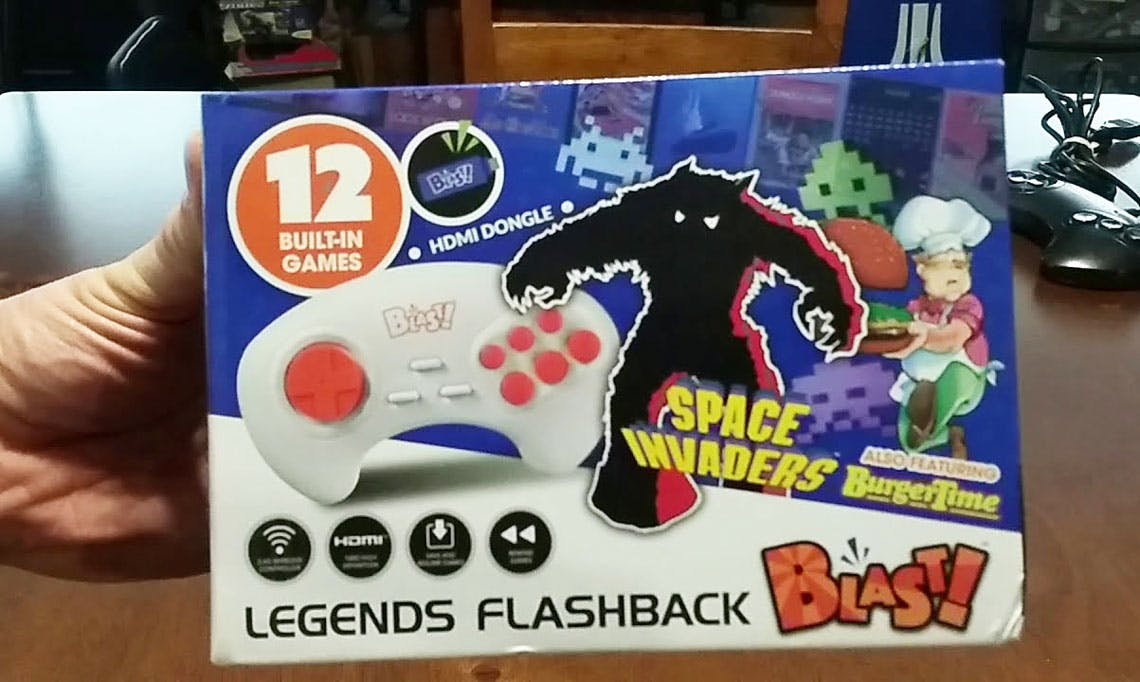 12
BUILT-IN
GAMES
BLAST!
HDMI DONGLE
BLAST!
SPACE
INVADERS
ALSO FEATURING
BurgerTime
HDMI
LEGENDS FLASHBACK
BLAST!